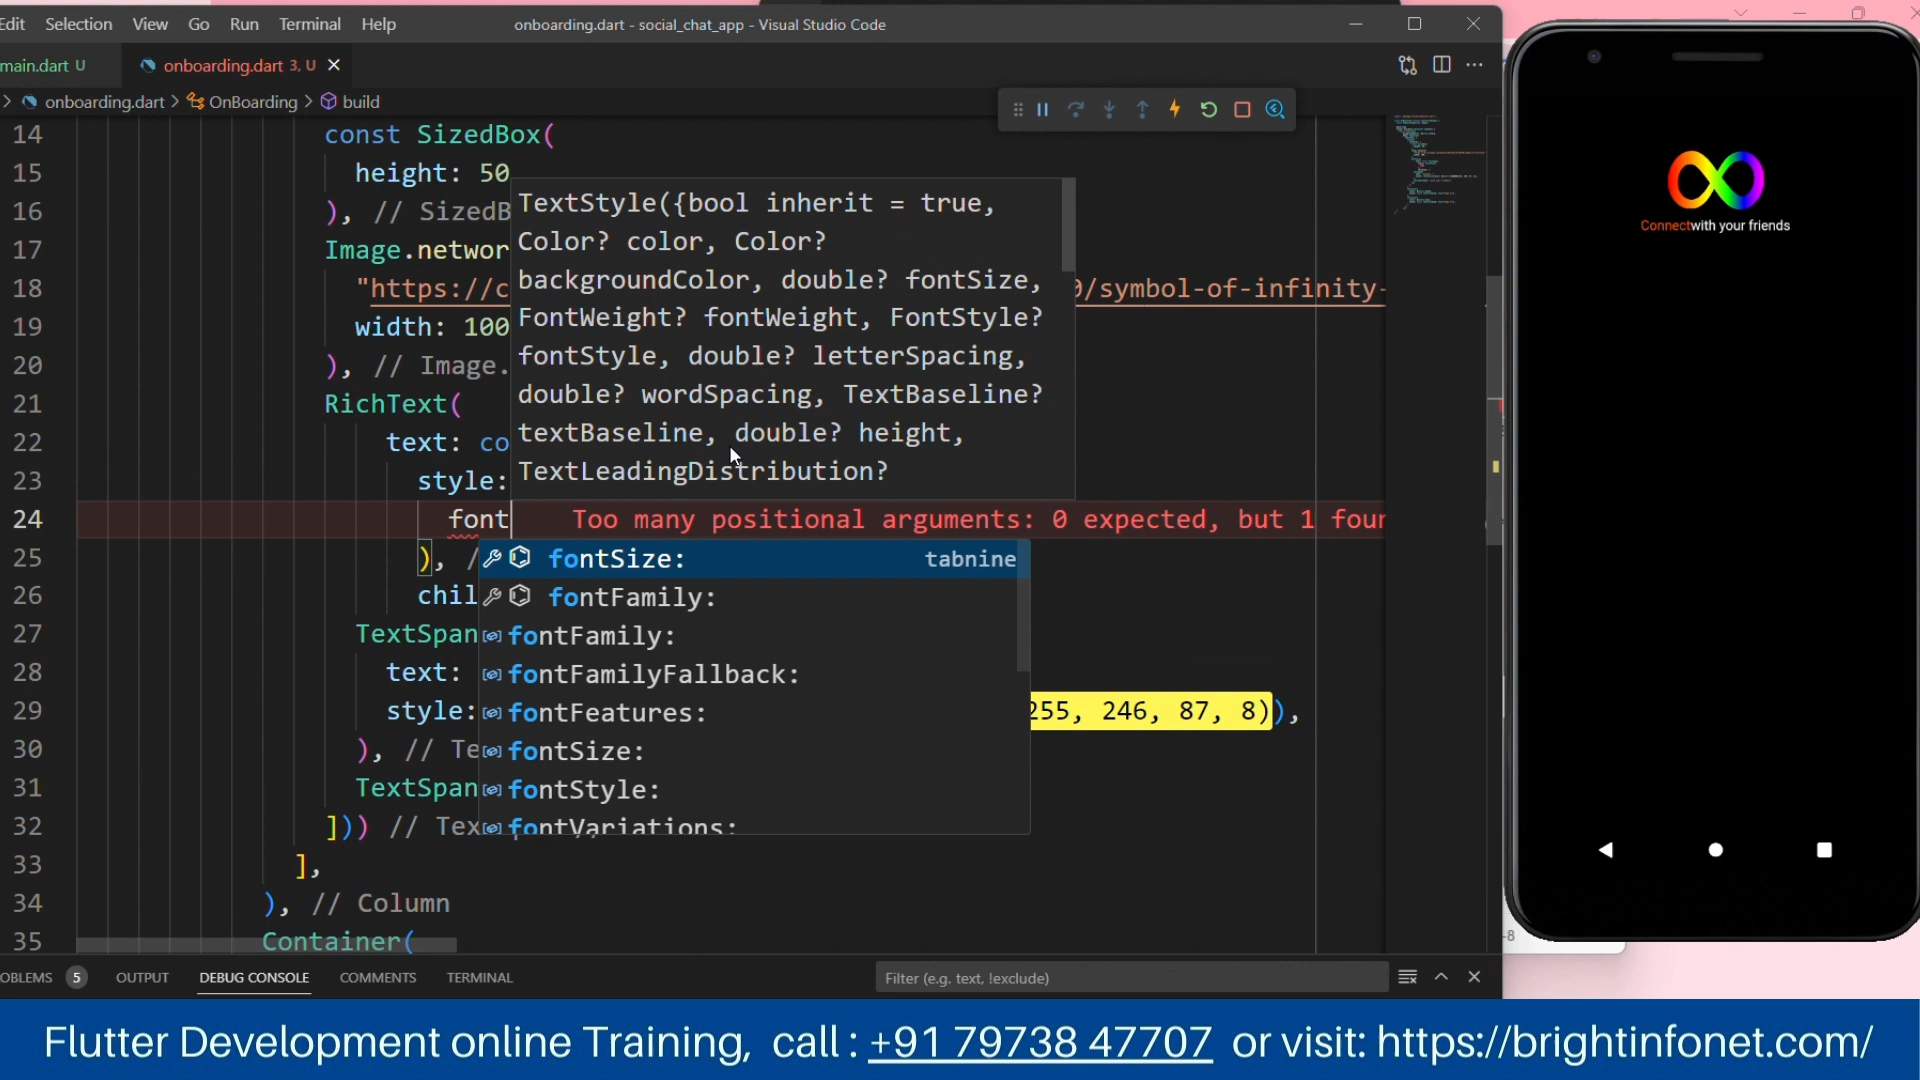 Edit Selection View Go Run Terminal Help onboarding.dart - social_chat_app - Visual Studio Code
main.dart U onboarding.dart 3, U
onboarding.dart > OnBoarding > build
14 const SizedBox(
15 height: 50
16 ), // SizedB
17 Image.networ
18 "https://c 0/symbol-of-infinity-
19 width: 100
20 ), // Image.
21 RichText(
22 text: co
23 style:
24 font Too many positional arguments: 0 expected, but 1 four
25 ), /
26 chil
27 TextSpan
28 text:
29 style: 255, 246, 87, 8)),
30 ), // Te
31 TextSpan
32 ])) // Tex
33 ],
34 ), // Column
35 Container(
TextStyle({bool inherit = true,
Color? color, Color?
backgroundColor, double? fontSize,
FontWeight? fontWeight, FontStyle?
fontStyle, double? letterSpacing,
double? wordSpacing, TextBaseline?
textBaseline, double? height,
TextLeadingDistribution?
fontSize: tabnine
fontFamily:
fontFamily:
fontFamilyFallback:
fontFeatures:
fontSize:
fontStyle:
fontVariations:
Connectwith your friends
-8
OBLEMS 5 OUTPUT DEBUG CONSOLE COMMENTS TERMINAL Filter (e.g. text, !exclude)
Flutter Development online Training, call : +91 79738 47707 or visit: https://brightinfonet.com/